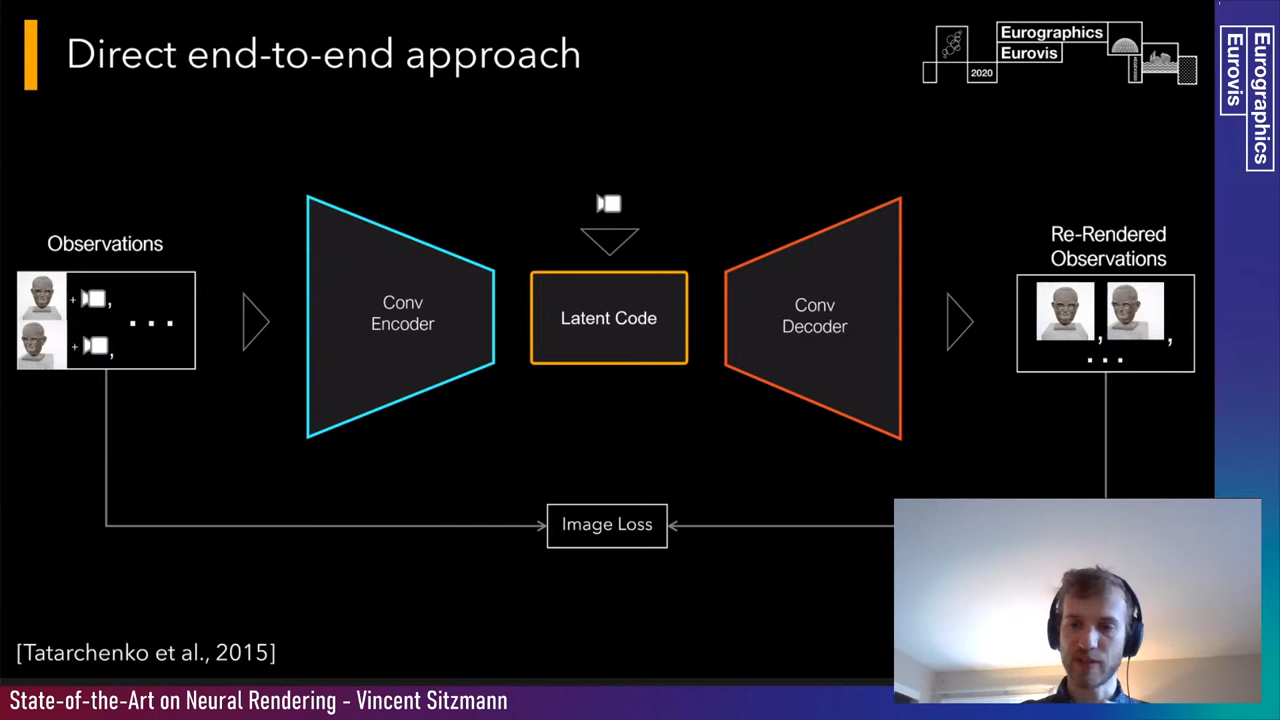 Direct end-to-end approach
Eurographics
Eurovis
2020
Eurographics
Eurovis
Observations
+ ,
+ ,
...
Conv
Encoder
Latent Code
Conv
Decoder
Re-Rendered
Observations
, ,
...
Image Loss
[Tatarchenko et al., 2015]
State-of-the-Art on Neural Rendering - Vincent Sitzmann